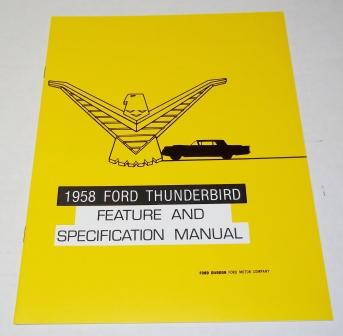 1958 FORD THUNDERBIRD
FEATURE AND
SPECIFICATION MANUAL
FORD DIVISION FORD MOTOR COMPANY